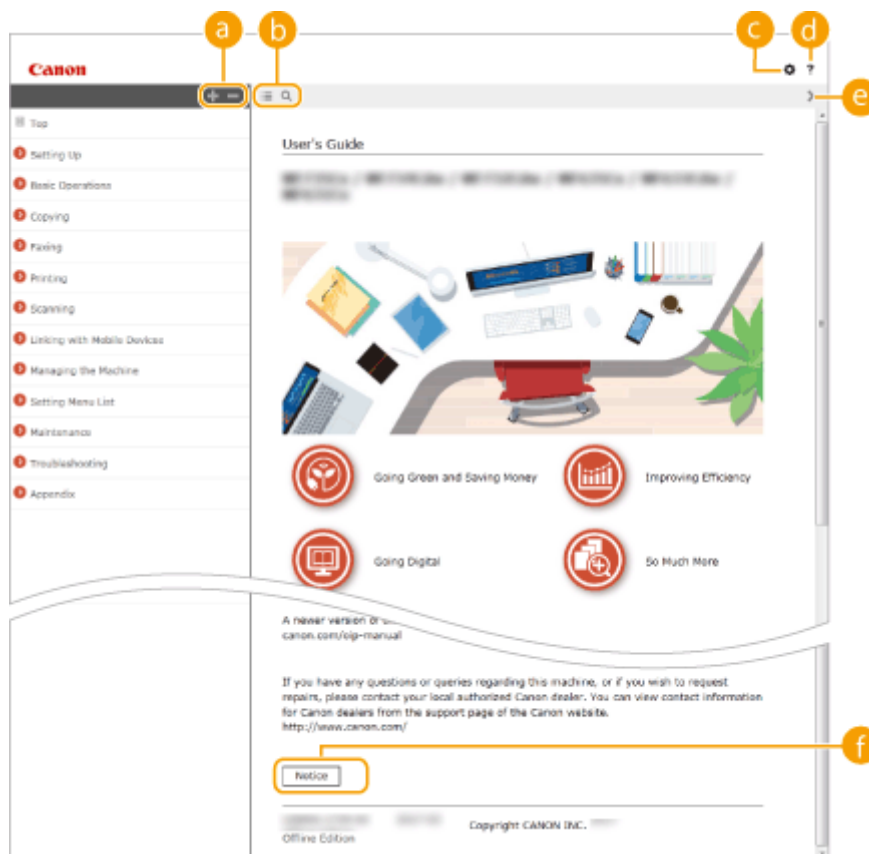 a
b
c
d
Canon
?
e
Top
Setting Up
Basic Operations
Copying
Faxing
Printing
Scanning
Linking with Mobile Devices
Managing the Machine
Setting Menu List
Maintenance
Troubleshooting
Appendix
User's Guide
Going Green and Saving Money
Improving Efficiency
Going Digital
So Much More
A newer version of
canon.com/oip-manual
If you have any questions or queries regarding this machine, or if you wish to request
repairs, please contact your local authorized Canon dealer. You can view contact information
for Canon dealers from the support page of the Canon website.
http://www.canon.com/
f
Notice
Copyright CANON INC.
Offline Edition